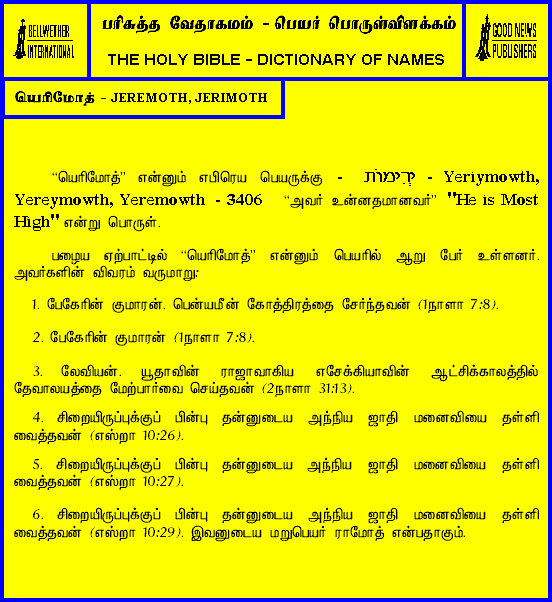 BELLWETHER
INTERNATIONAL
பரிசுத்த வேதாகமம் - பெயர் பொருள்விளக்கம்
THE HOLY BIBLE - DICTIONARY OF NAMES
GOOD NEWS
PUBLISHERS
யெரிமோத் - JEREMOTH, JERIMOTH
“யெரிமோத்” என்னும் எபிரெய பெயருக்கு - יְרִימוֹת - Yeriymowth,
Yereymowth, Yeremowth - 3406 “அவர் உன்னதமானவர்” "He is Most
High" என்று பொருள்.
பழைய ஏற்பாட்டில் “யெரிமோத்” என்னும் பெயரில் ஆறு பேர் உள்ளனர்.
அவர்களின் விவரம் வருமாறு:
1. பேகேரின் குமாரன். பென்யமீன் கோத்திரத்தை சேர்ந்தவன் (1நாளா 7:8).
2. பேகேரின் குமாரன் (1நாளா 7:8).
3. லேவியன். யூதாவின் ராஜாவாகிய எசேக்கியாவின் ஆட்சிக்காலத்தில்
தேவாலயத்தை மேற்பார்வை செய்தவன் (2நாளா 31:13).
4. சிறையிருப்புக்குப் பின்பு தன்னுடைய அந்நிய ஜாதி மனைவியை தள்ளி
வைத்தவன் (எஸ்றா 10:26).
5. சிறையிருப்புக்குப் பின்பு தன்னுடைய அந்நிய ஜாதி மனைவியை தள்ளி
வைத்தவன் (எஸ்றா 10:27).
6. சிறையிருப்புக்குப் பின்பு தன்னுடைய அந்நிய ஜாதி மனைவியை தள்ளி
வைத்தவன் (எஸ்றா 10:29). இவனுடைய மறுபெயர் ராமோத் என்பதாகும்.